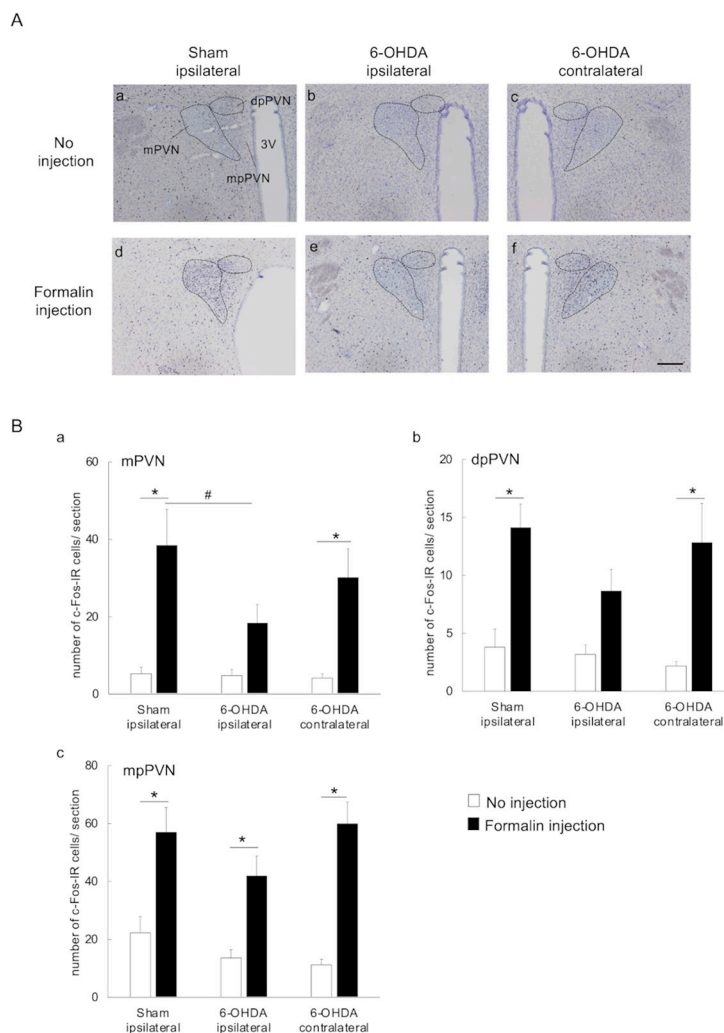 A
Sham
ipsilateral
6-OHDA
ipsilateral
6-OHDA
contralateral
No
injection
a
dpPVN
mPVN
3V
mpPVN
b
c
Formalin
injection
d
e
f
B
a
mPVN
number of c-Fos-IR cells/ section
60
40
20
0
*
#
*
Sham
ipsilateral
6-OHDA
ipsilateral
6-OHDA
contralateral
b
dpPVN
number of c-Fos-IR cells/ section
20
15
10
5
0
*
*
Sham
ipsilateral
6-OHDA
ipsilateral
6-OHDA
contralateral
c
mpPVN
number of c-Fos-IR cells/ section
80
60
40
20
0
*
*
*
Sham
ipsilateral
6-OHDA
ipsilateral
6-OHDA
contralateral
No injection
Formalin injection